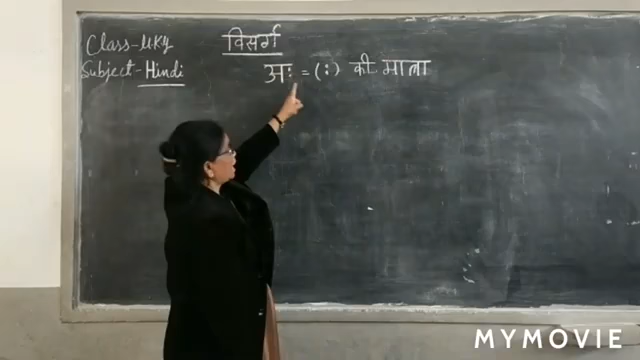 Class-UKG
Subject-Hindi
विसर्ग
अः = (:) की माला
MYMOVIE